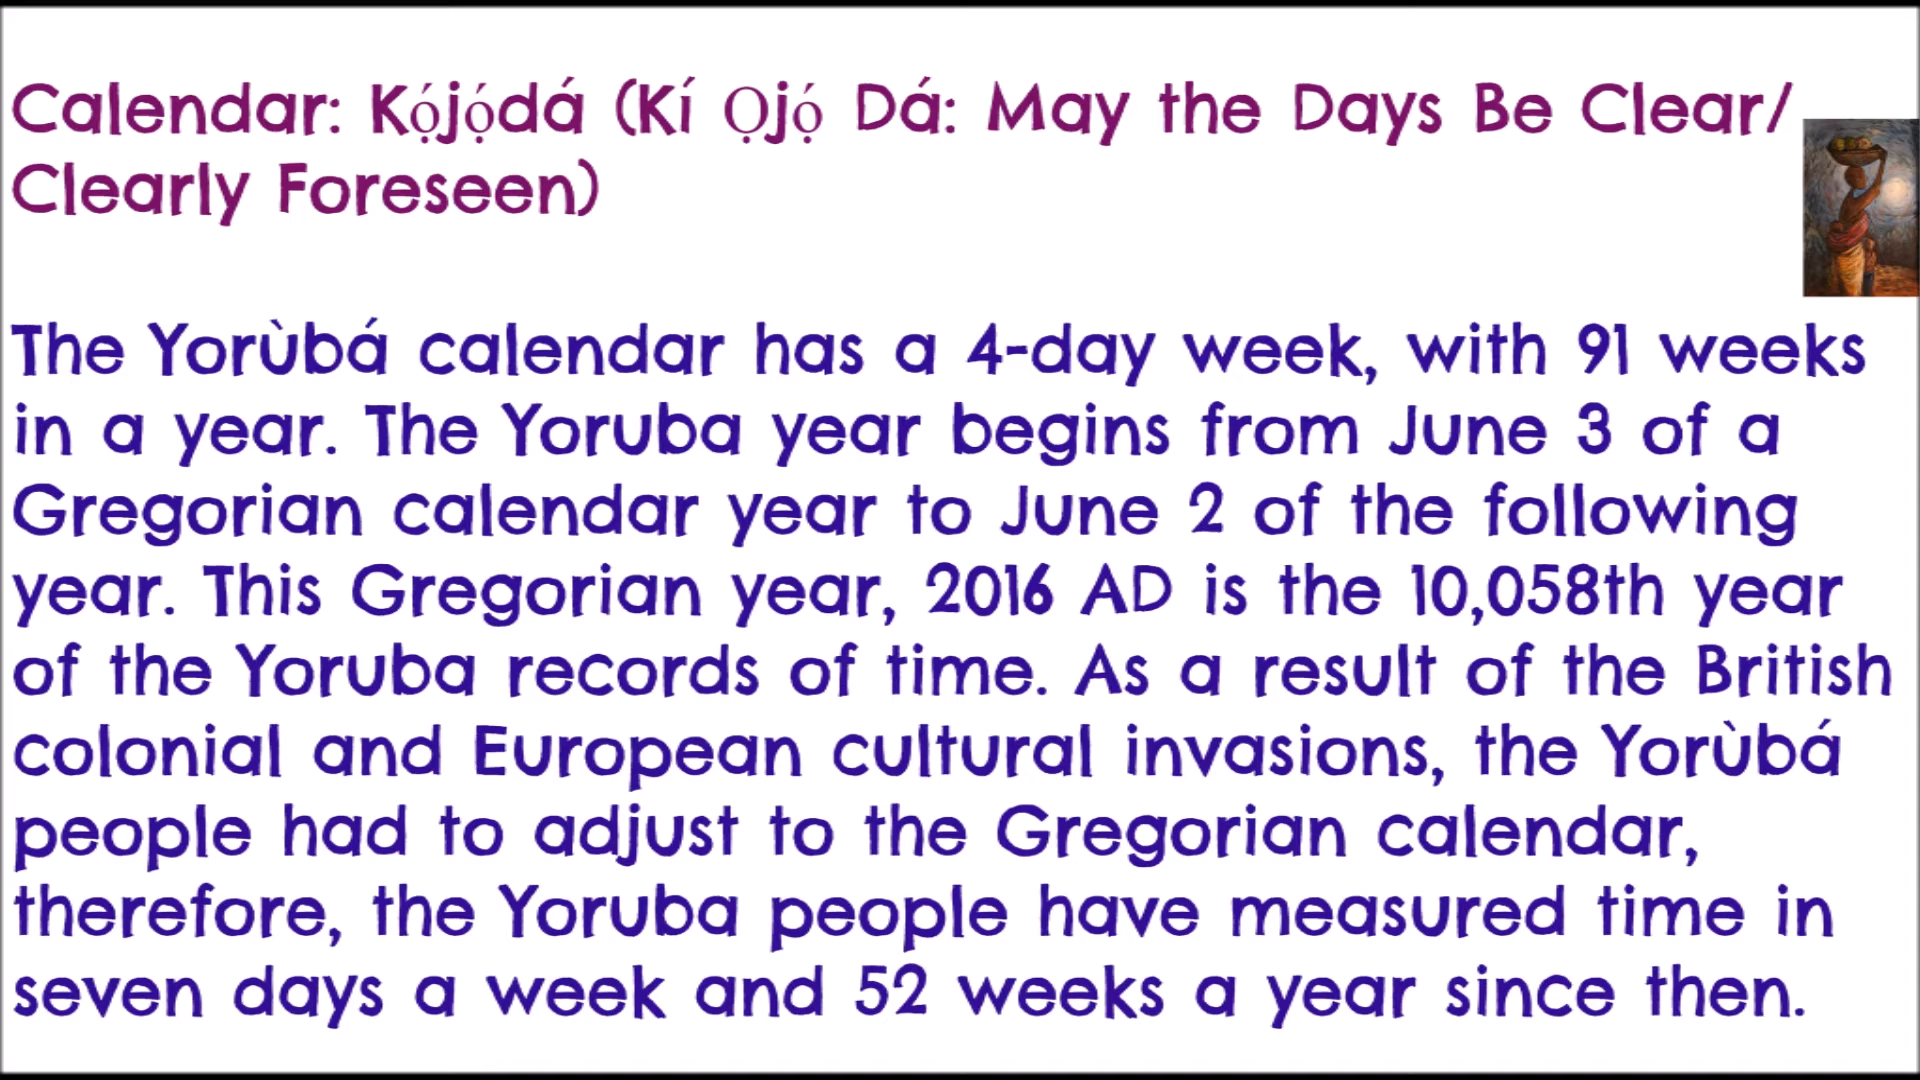 Calendar: Kọ́jọ́dá (Kí Ọjọ́ Dá: May the Days Be Clear/
Clearly Foreseen)
The Yorùbá calendar has a 4-day week, with 91 weeks
in a year. The Yoruba year begins from June 3 of a
Gregorian calendar year to June 2 of the following
year. This Gregorian year, 2016 AD is the 10,058th year
of the Yoruba records of time. As a result of the British
colonial and European cultural invasions, the Yorùbá
people had to adjust to the Gregorian calendar,
therefore, the Yoruba people have measured time in
seven days a week and 52 weeks a year since then.